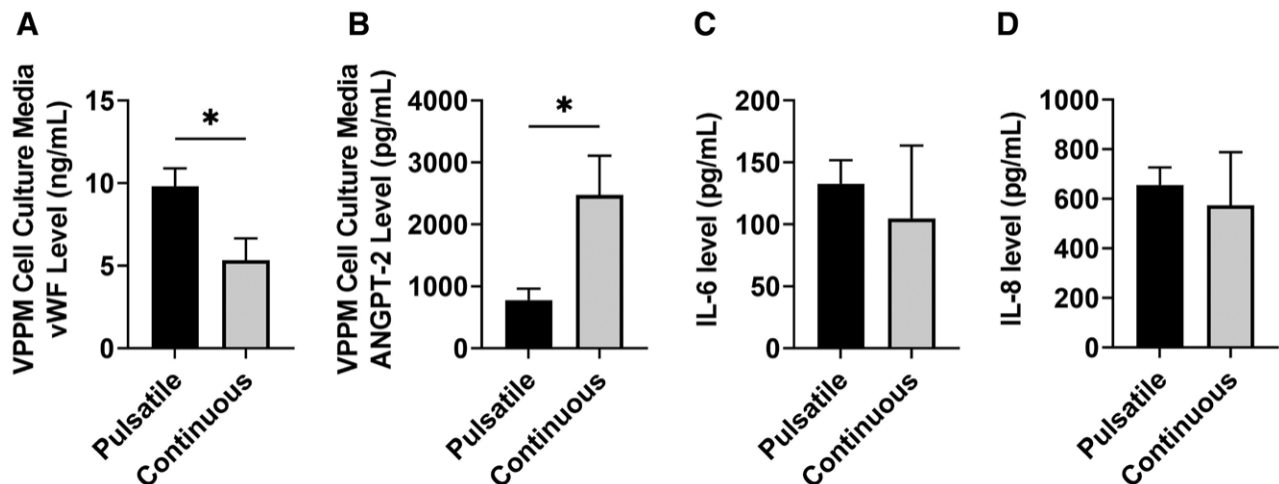 A
VPPM Cell Culture Media
vWF Level (ng/mL)
15
10
5
0
*
Pulsatile
Continuous
B
VPPM Cell Culture Media
ANGPT-2 Level (pg/mL)
4000
3000
2000
1000
0
*
Pulsatile
Continuous
C
IL-6 level (pg/mL)
200
150
100
50
0
Pulsatile
Continuous
D
IL-8 level (pg/mL)
1000
800
600
400
200
0
Pulsatile
Continuous